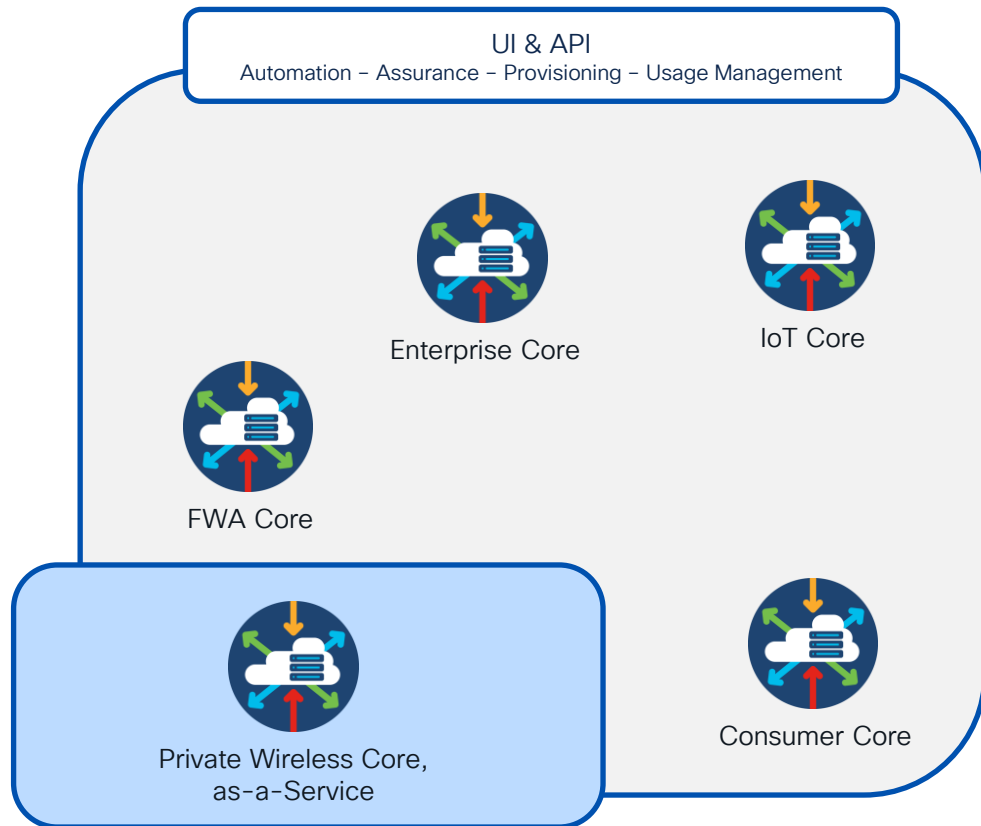 UI & API
Automation – Assurance – Provisioning – Usage Management
Enterprise Core
IoT Core
FWA Core
Private Wireless Core,
as-a-Service
Consumer Core